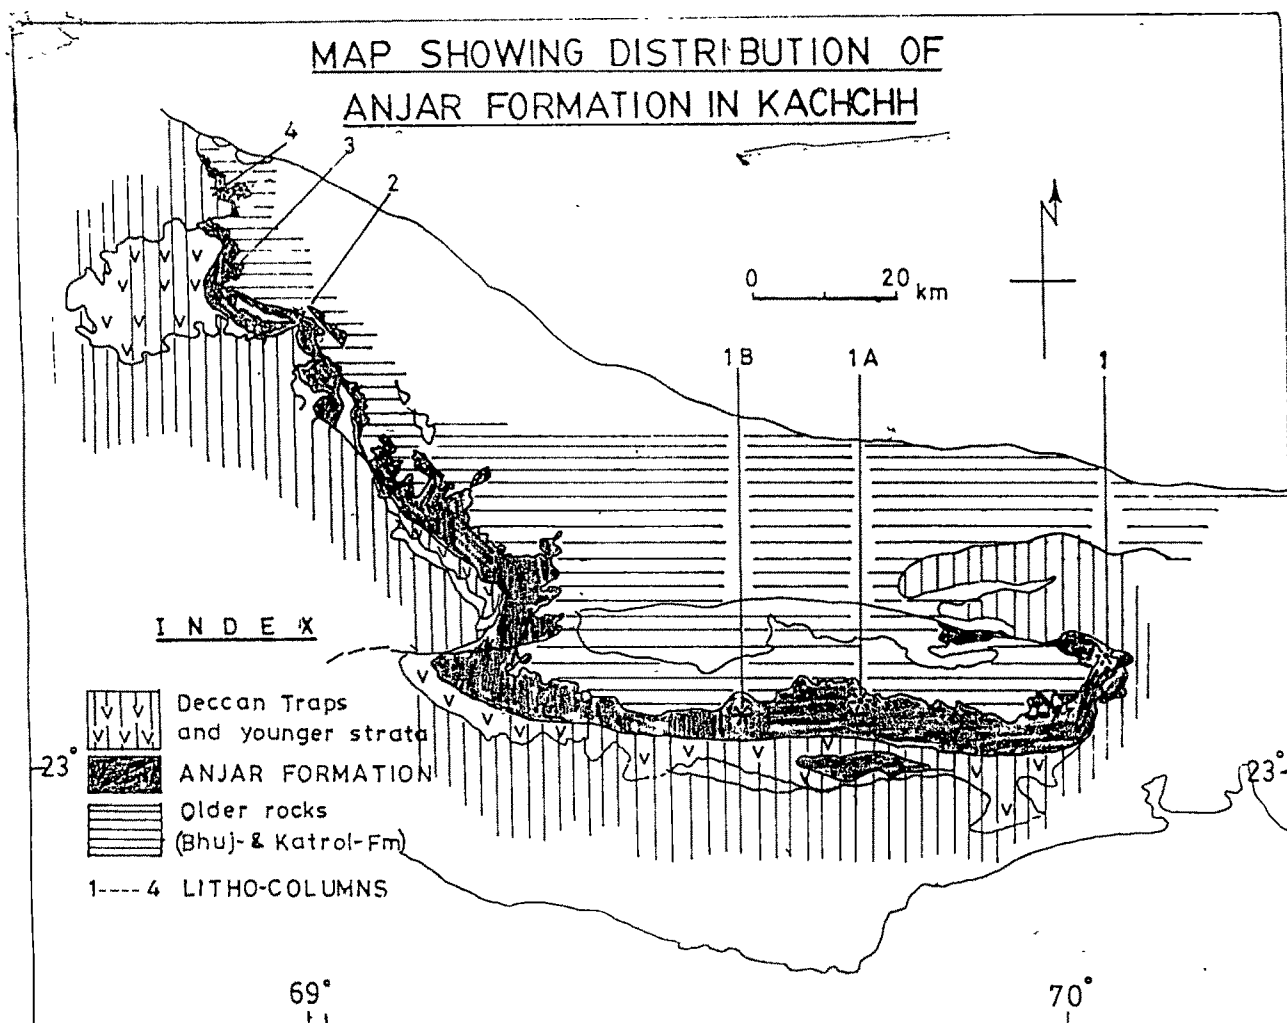 MAP SHOWING DISTRIBUTION OF
ANJAR FORMATION IN KACHCHH
4
3
2
N
0 20 km
1B 1A 1
INDEX
Deccan Traps
and younger strata
23°
ANJAR FORMATION
23°
Older rocks
(Bhuj-& Katrol-Fm)
1----4 LITHO-COLUMNS
69° 70°